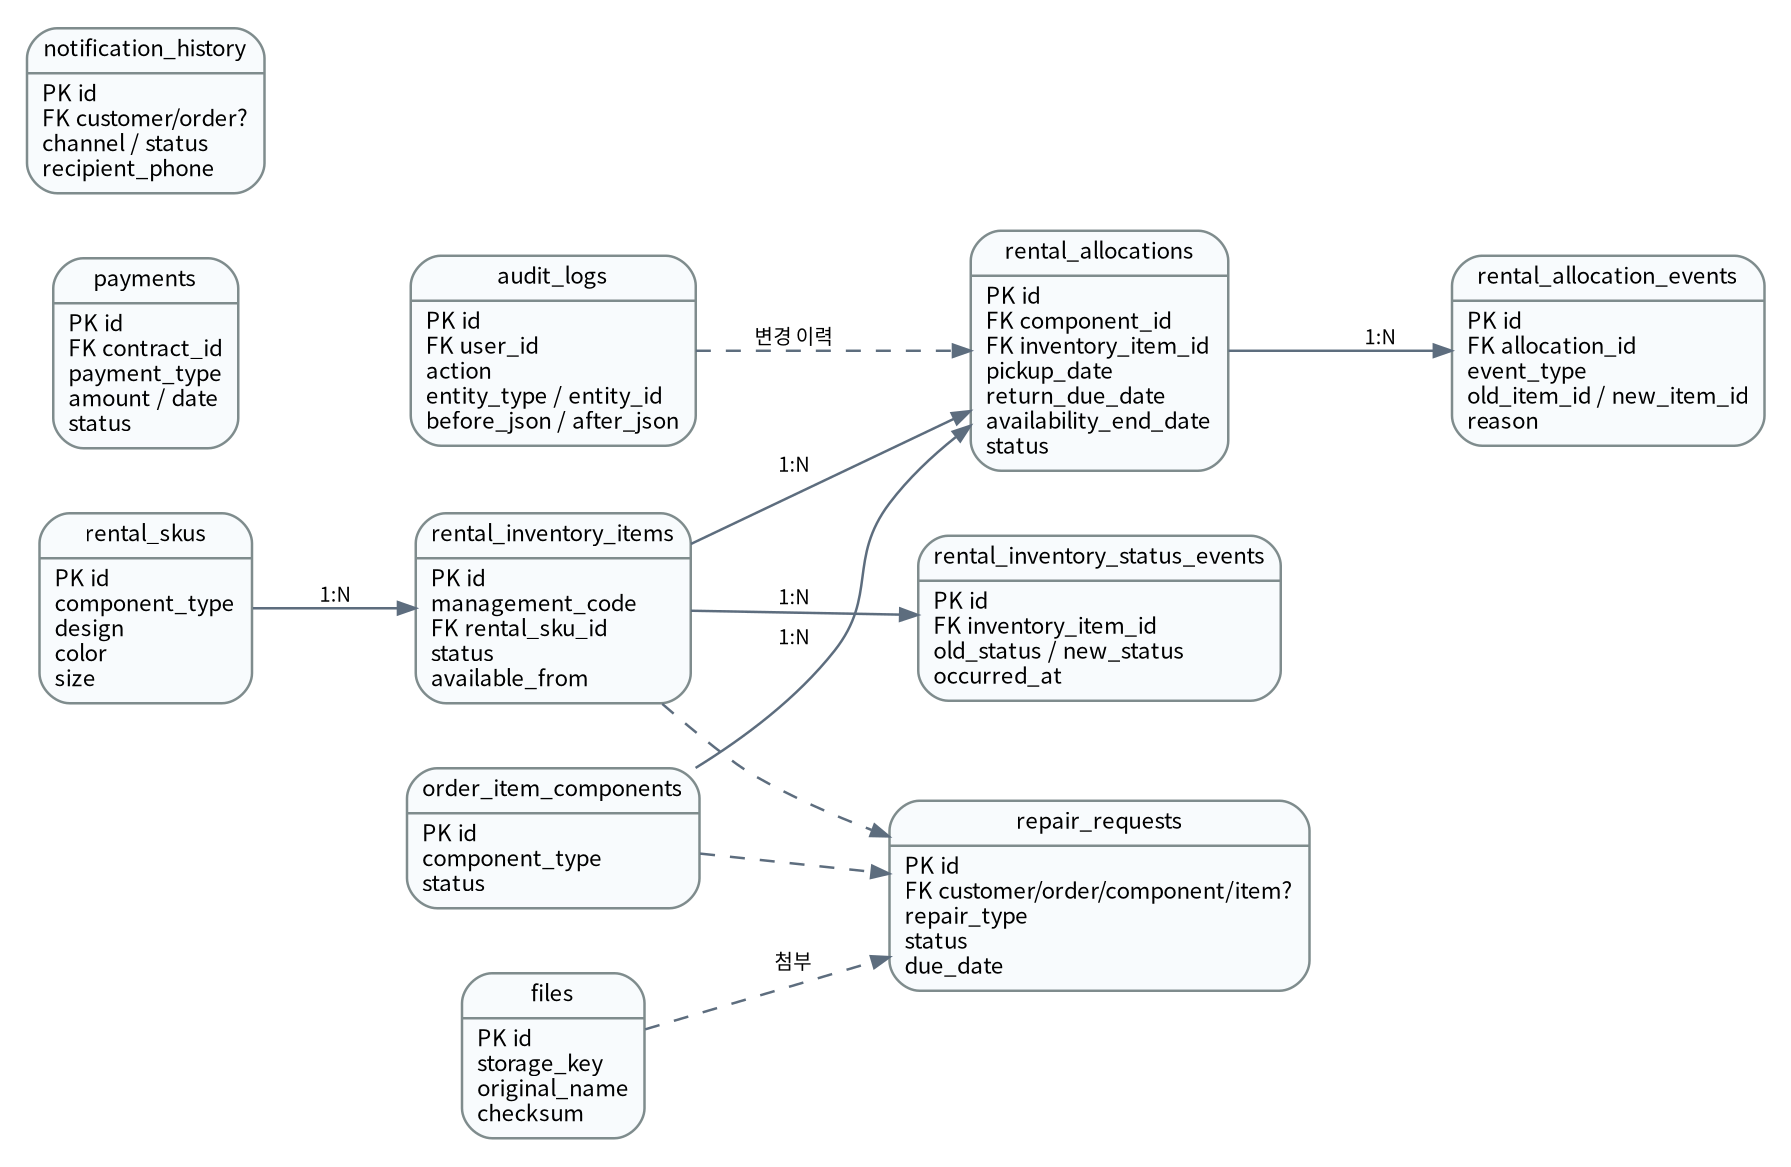 notification_history
PK id
FK customer/order?
channel / status
recipient_phone
payments
PK id
FK contract_id
payment_type
amount / date
status
audit_logs
PK id
FK user_id
action
entity_type / entity_id
before_json / after_json
변경 이력
rental_allocations
PK id
FK component_id
FK inventory_item_id
pickup_date
return_due_date
availability_end_date
status
1:N
rental_allocation_events
PK id
FK allocation_id
event_type
old_item_id / new_item_id
reason
rental_skus
PK id
component_type
design
color
size
1:N
rental_inventory_items
PK id
management_code
FK rental_sku_id
status
available_from
1:N
1:N
1:N
rental_inventory_status_events
PK id
FK inventory_item_id
old_status / new_status
occurred_at
order_item_components
PK id
component_type
status
repair_requests
PK id
FK customer/order/component/item?
repair_type
status
due_date
첨부
files
PK id
storage_key
original_name
checksum